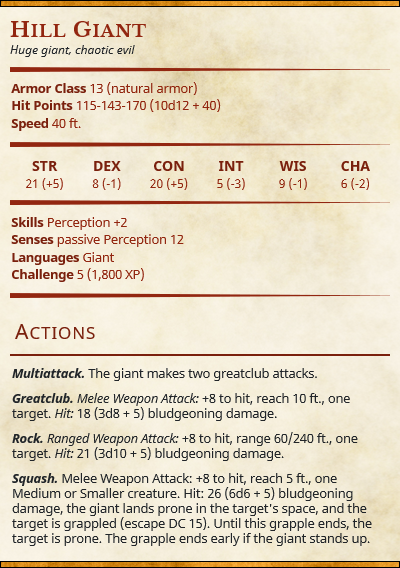 Hill Giant
Huge giant, chaotic evil
Armor Class 13 (natural armor)
Hit Points 115-143-170 (10d12 + 40)
Speed 40 ft.
STR DEX CON INT WIS CHA
21 (+5) 8 (-1) 20 (+5) 5 (-3) 9 (-1) 6 (-2)
Skills Perception +2
Senses passive Perception 12
Languages Giant
Challenge 5 (1,800 XP)
Actions
Multiattack. The giant makes two greatclub attacks.
Greatclub. Melee Weapon Attack: +8 to hit, reach 10 ft., one
target. Hit: 18 (3d8 + 5) bludgeoning damage.
Rock. Ranged Weapon Attack: +8 to hit, range 60/240 ft., one
target. Hit: 21 (3d10 + 5) bludgeoning damage.
Squash. Melee Weapon Attack: +8 to hit, reach 5 ft., one
Medium or Smaller creature. Hit: 26 (6d6 + 5) bludgeoning
damage, the giant lands prone in the target's space, and the
target is grappled (escape DC 15). Until this grapple ends, the
target is prone. The grapple ends early if the giant stands up.